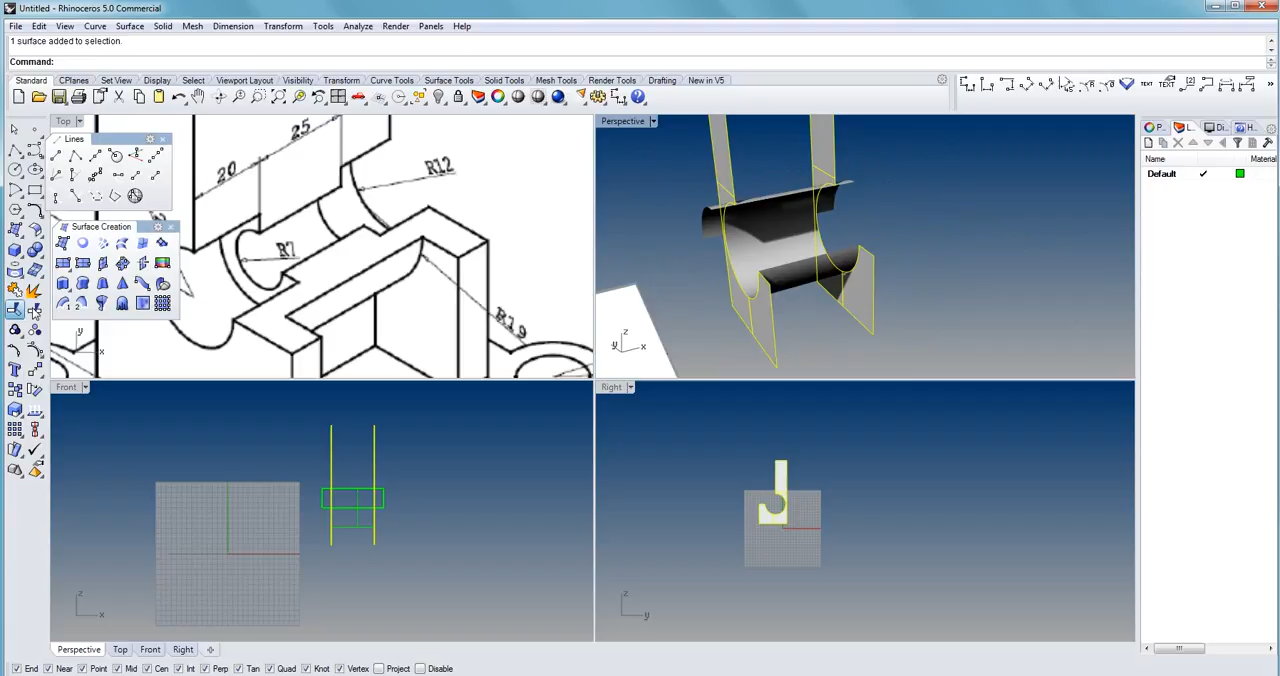 Untitled - Rhinoceros 5.0 Commercial
File Edit View Curve Surface Solid Mesh Dimension Transform Tools Analyze Render Panels Help
1 surface added to selection.
Command:
Standard CPlanes Set View Display Select Viewport Layout Visibility Transform Curve Tools Surface Tools Solid Tools Mesh Tools Render Tools Drafting New in V5
TEXT
Top
Perspective
P... L... Di... H...
Lines
Name Material
Default
Surface Creation
25
20
R12
R7
R19
y
x
z
y x
Front
Right
z
x
z
y
Perspective Top Front Right
End Near Point Mid Cen Int Perp Tan Quad Knot Vertex Project Disable